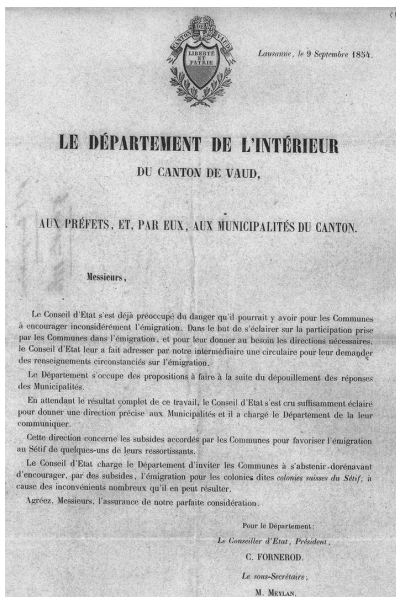 CANTON DE VAUD
LIBERTÉ
ET
PATRIE
Lausanne, le 9 Septembre 1854.
LE DÉPARTEMENT DE L'INTÉRIEUR
DU CANTON DE VAUD,
AUX PRÉFETS, ET, PAR EUX, AUX MUNICIPALITÉS DU CANTON.
Messieurs,
Le Conseil d'Etat s'est déjà préoccupé du danger qu'il pourrait y avoir pour les Communes
à encourager inconsidérément l'émigration. Dans le but de s'éclairer sur la participation prise
par les Communes dans l'émigration, et pour leur donner au besoin les directions nécessaires,
le Conseil d'Etat leur a fait adresser par notre intermédiaire une circulaire pour leur demander
des renseignements circonstanciés sur l'émigration.
Le Département s'occupe des propositions à faire à la suite du dépouillement des réponses
des Municipalités.
En attendant le résultat complet de ce travail, le Conseil d'Etat s'est cru suffisamment éclairé
pour donner une direction précise aux Municipalités et il a chargé le Département de la leur
communiquer.
Cette direction concerne les subsides accordés par les Communes pour favoriser l'émigration
au Sétif de quelques-uns de leurs ressortissants.
Le Conseil d'Etat charge le Département d'inviter les Communes à s'abstenir dorénavant
d'encourager, par des subsides, l'émigration pour les colonies dites colonies suisses du Sétif, à
cause des inconvénients nombreux qu'il en peut résulter.
Agréez, Messieurs, l'assurance de notre parfaite considération.
Pour le Département:
Le Conseiller d'Etat, Président,
C. FORNEROD.
Le sous-Secrétaire,
M. MEYLAN.